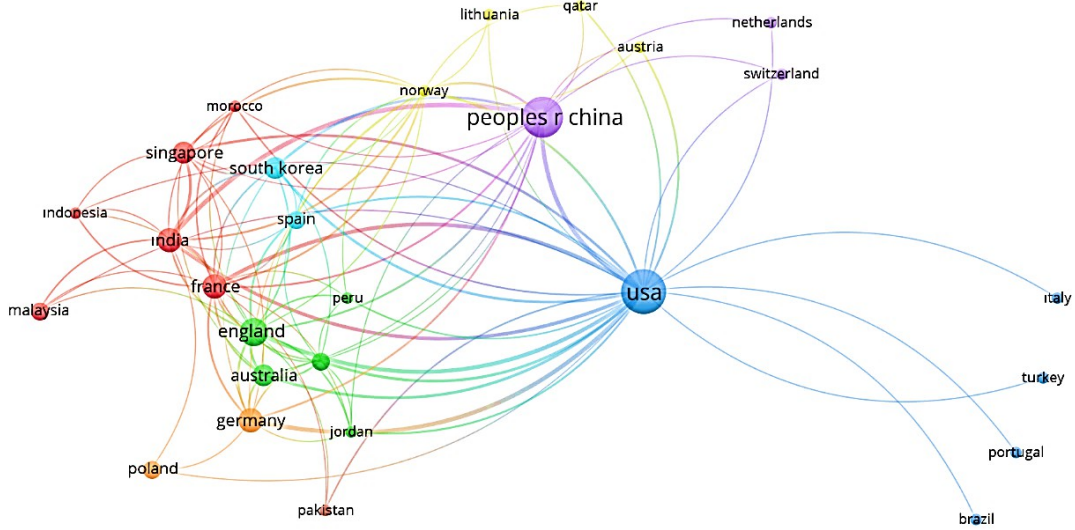 lithuania
qatar
netherlands
austria
switzerland
norway
morocco
peoples r china
singapore
south korea
indonesia
spain
india
france
peru
usa
italy
malaysia
england
australia
turkey
germany
jordan
portugal
poland
pakistan
brazil